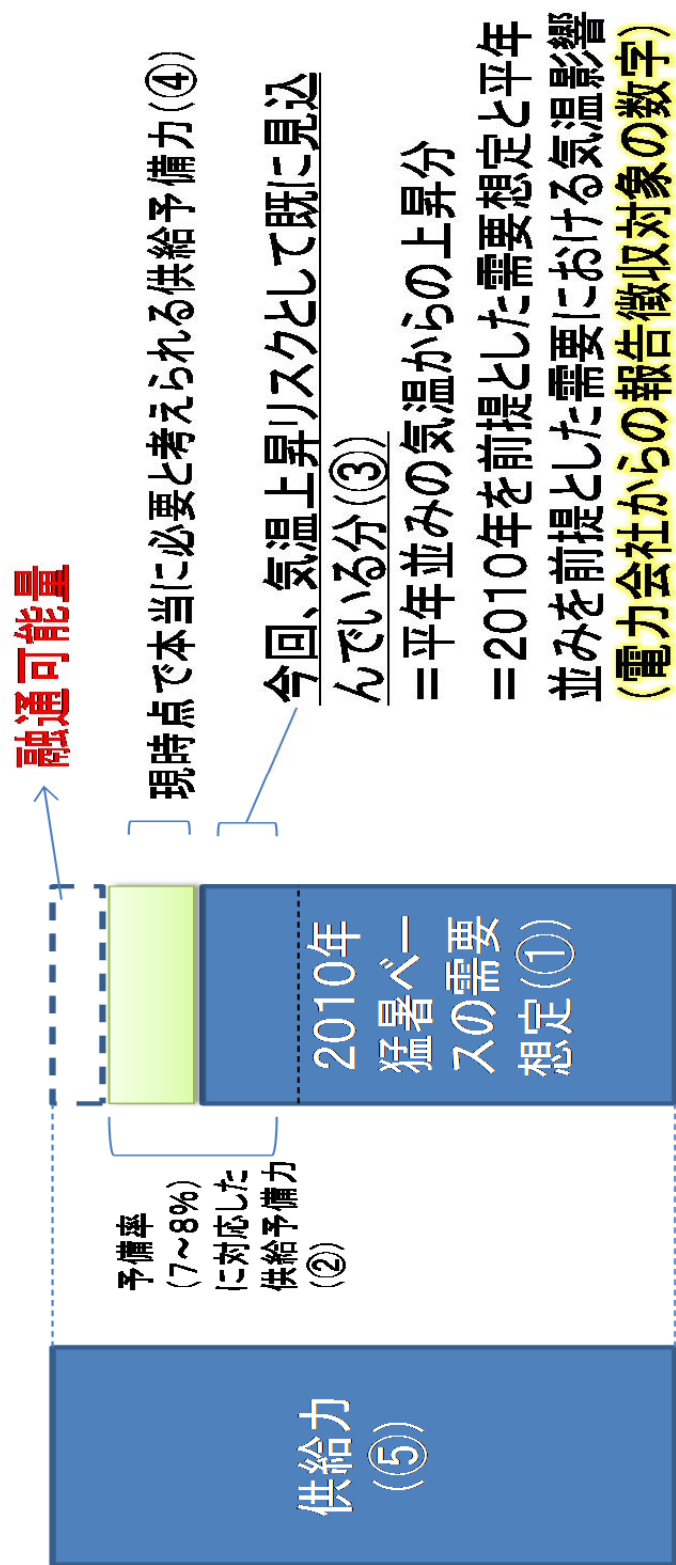 供給力
(⑤)
予備率
(7～8%)
に対応した
供給予備力
(②)
2010年
猛暑ベー
スの需要
想定(①)
融通可能量
現時点で本当に必要と考えられる供給予備力(④)
今回、気温上昇リスクとして既に見込
んでいる分(③)
＝平年並みの気温からの上昇分
＝2010年を前提とした需要想定と平年
並みを前提とした需要における気温影響
(電力会社からの報告徴収対象の数字)